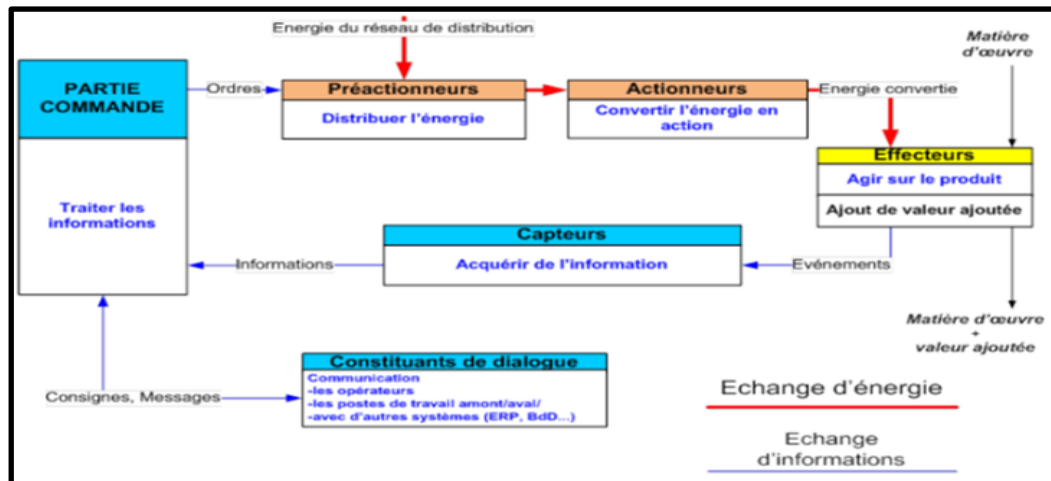 Energie du réseau de distribution
Matière
d'œuvre
PARTIE
COMMANDE
Ordres
Préactionneurs
Distribuer l'énergie
Actionneurs
Convertir l'énergie en
action
Energie convertie
Effecteurs
Agir sur le produit
Ajout de valeur ajoutée
Traiter les
informations
Informations
Capteurs
Acquérir de l'information
Evénements
Matière d'œuvre
+
valeur ajoutée
Constituants de dialogue
Communication
-les opérateurs
-les postes de travail amont/aval/
-avec d'autres systèmes (ERP, BdD...)
Consignes, Messages
Echange d'énergie
Echange
d'informations